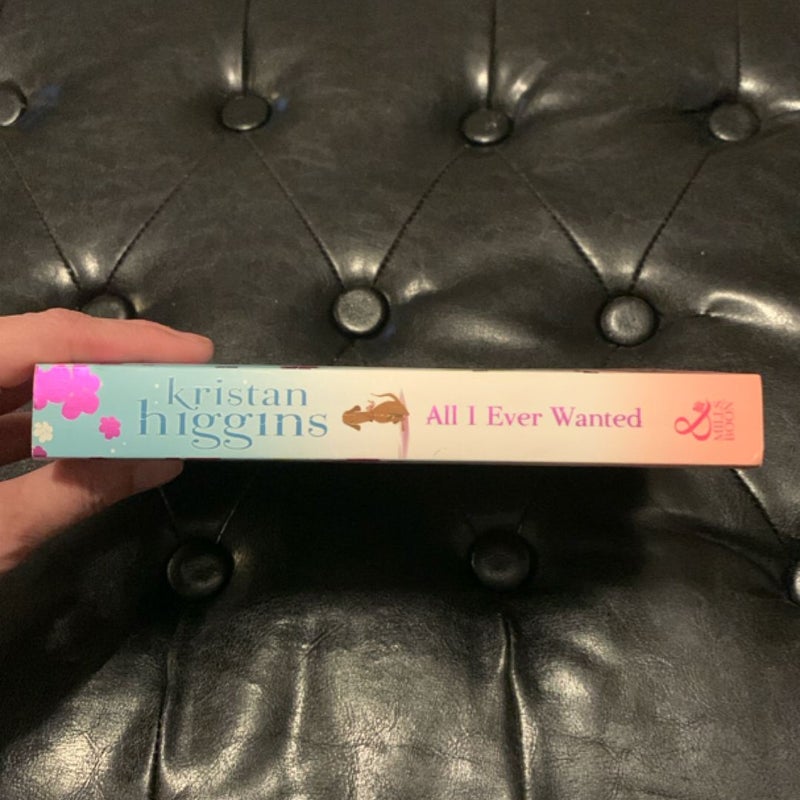 kristan
higgins
All I Ever Wanted
&
MILLS
BOON